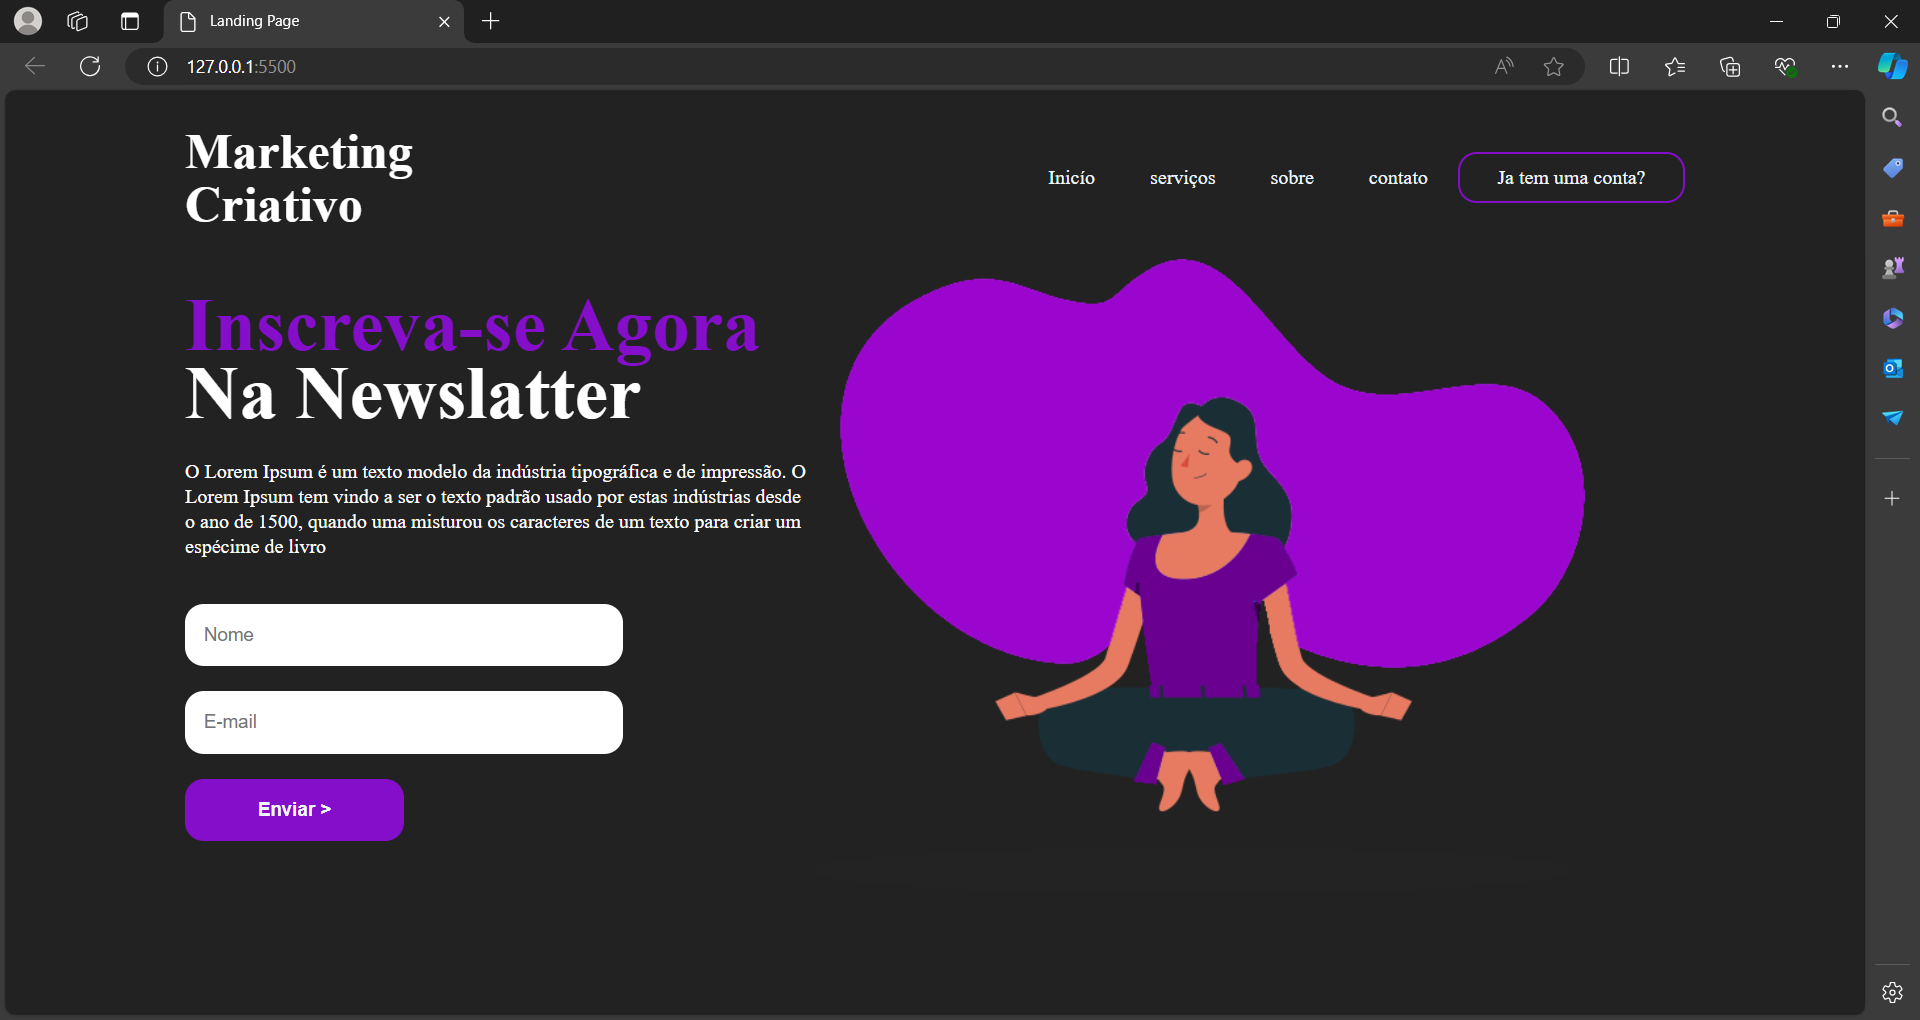 Landing Page
127.0.0.1:5500
Marketing
Criativo
Inicío serviços sobre contato Ja tem uma conta?
Inscreva-se Agora
Na Newslatter
O Lorem Ipsum é um texto modelo da indústria tipográfica e de impressão. O
Lorem Ipsum tem vindo a ser o texto padrão usado por estas indústrias desde
o ano de 1500, quando uma misturou os caracteres de um texto para criar um
espécime de livro
Nome
E-mail
Enviar >